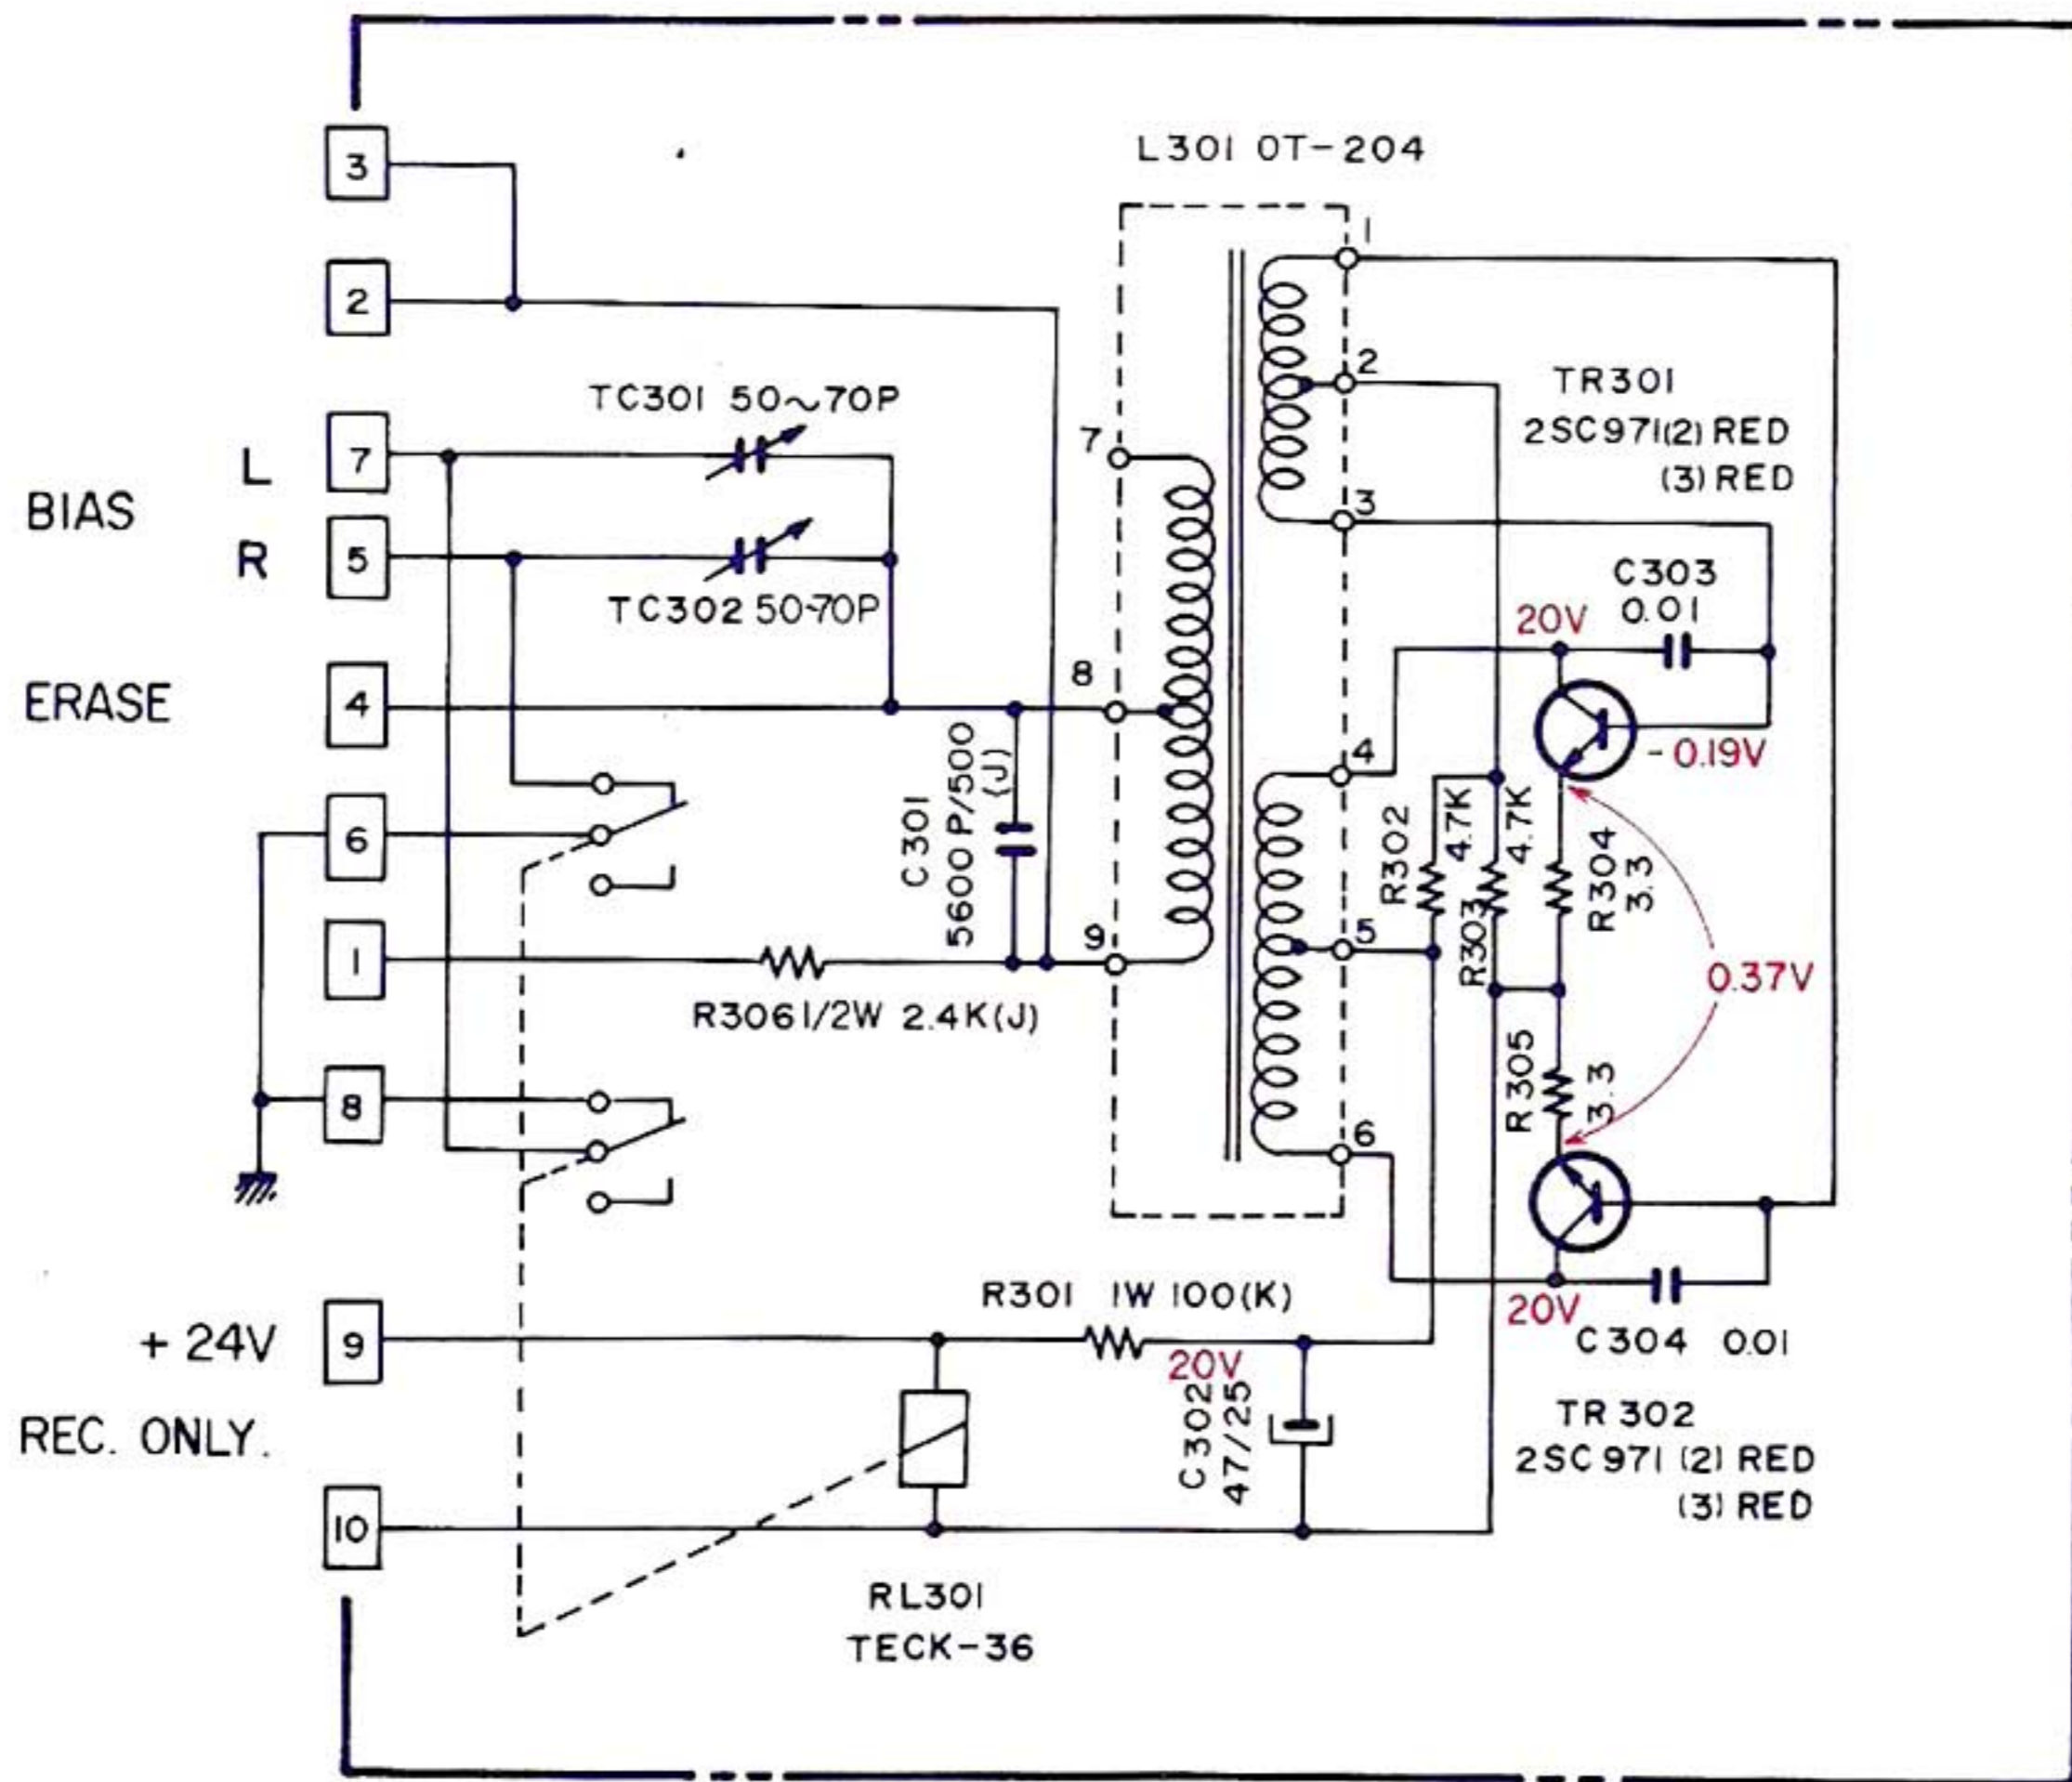 L301 OT-204
3
2
1
2
3
TC301 50~70P
TR301
2SC971(2) RED
(3) RED
BIAS
L
7
R
5
7
TC302 50-70P
C303
0.01
20V
ERASE
4
8
-0.19V
C301
5600P/500
(J)
4
6
R302
4.7K
4.7K
R303
R304
3.3
5
1
9
0.37V
R306 1/2W 2.4K(J)
R305
3.3
8
6
R301 1W 100(K)
20V
C304 0.01
+24V
9
20V
C302
47/25
REC. ONLY.
TR302
2SC971 (2) RED
(3) RED
10
RL301
TECK-36